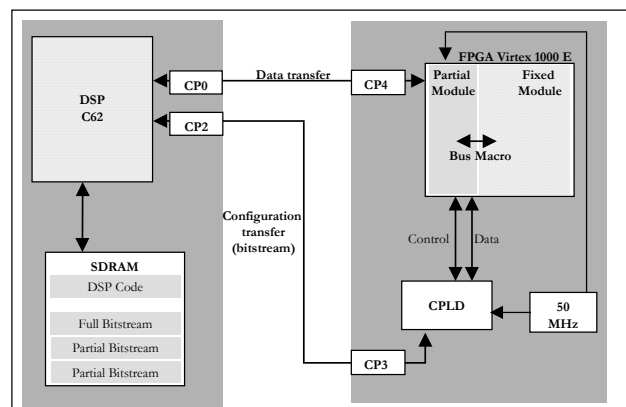 DSP
C62
CP0
CP2
Data transfer
CP4
FPGA Virtex 1000 E
Partial
Module
Fixed
Module
Bus Macro
Configuration
transfer
(bitstream)
Control
Data
SDRAM
DSP Code
Full Bitstream
Partial Bitstream
Partial Bitstream
CPLD
50
MHz
CP3